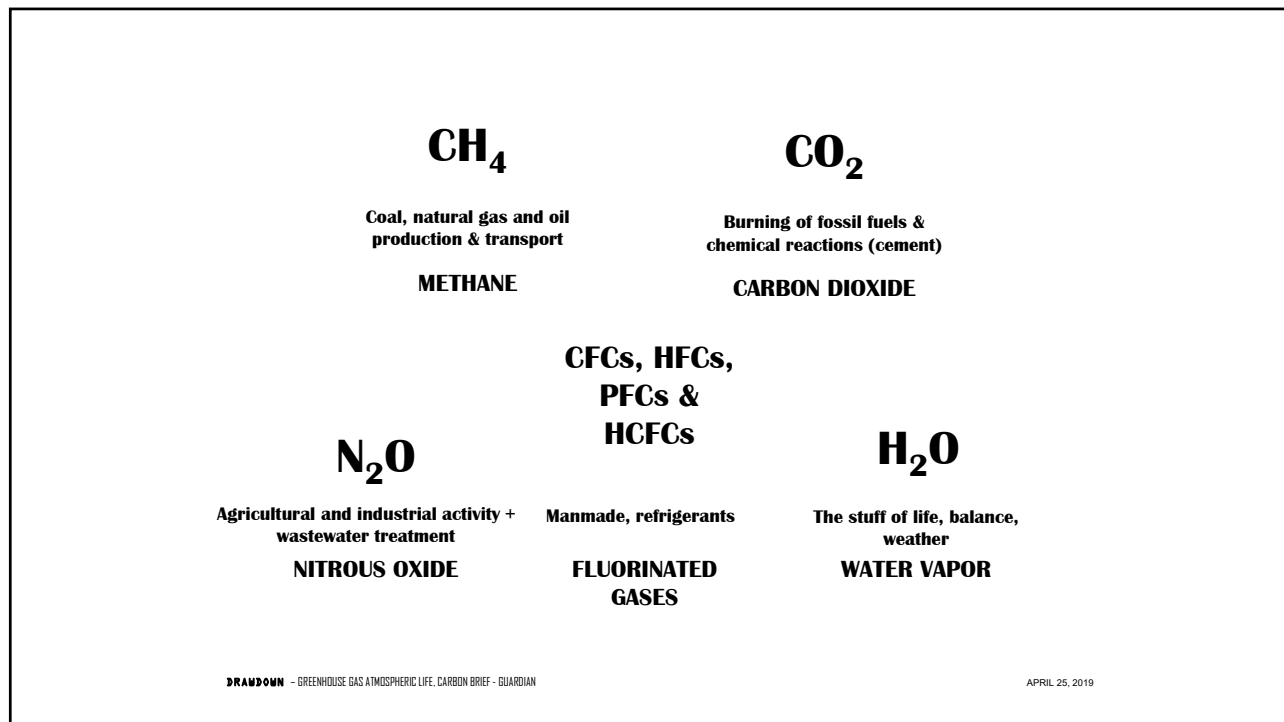 CH₄
Coal, natural gas and oil
production & transport
METHANE
CO₂
Burning of fossil fuels &
chemical reactions (cement)
CARBON DIOXIDE
N₂O
Agricultural and industrial activity +
wastewater treatment
NITROUS OXIDE
CFCs, HFCs,
PFCs &
HCFCs
Manmade, refrigerants
FLUORINATED
GASES
H₂O
The stuff of life, balance,
weather
WATER VAPOR
DRAWDOWN – GREENHOUSE GAS ATMOSPHERIC LIFE, CARBON BRIEF - GUARDIAN
APRIL 25, 2019